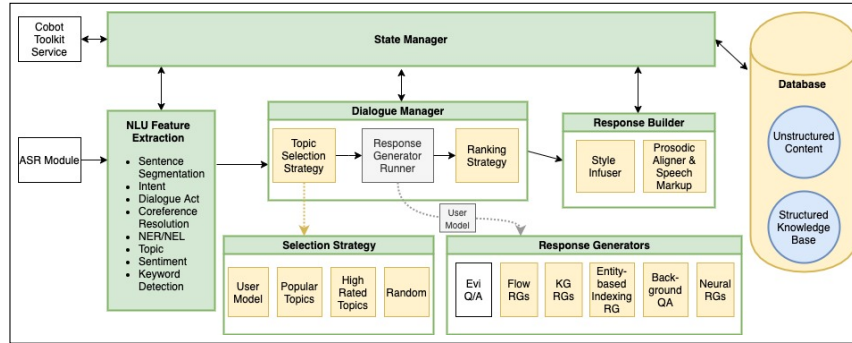 Cobot
Toolkit
Service
State Manager
Database
Unstructured
Content
Structured
Knowledge
Base
ASR Module
NLU Feature
Extraction
• Sentence
Segmentation
• Intent
• Dialogue Act
• Coreference
Resolution
• NER/NEL
• Topic
• Sentiment
• Keyword
Detection
Dialogue Manager
Topic
Selection
Strategy
Response
Generator
Runner
Ranking
Strategy
Response Builder
Style
Infuser
Prosodic
Aligner &
Speech
Markup
User
Model
Selection Strategy
User
Model
Popular
Topics
High
Rated
Topics
Random
Response Generators
Evi
Q/A
Flow
RGs
KG
RGs
Entity-
based
Indexing
RG
Back-
ground
QA
Neural
RGs